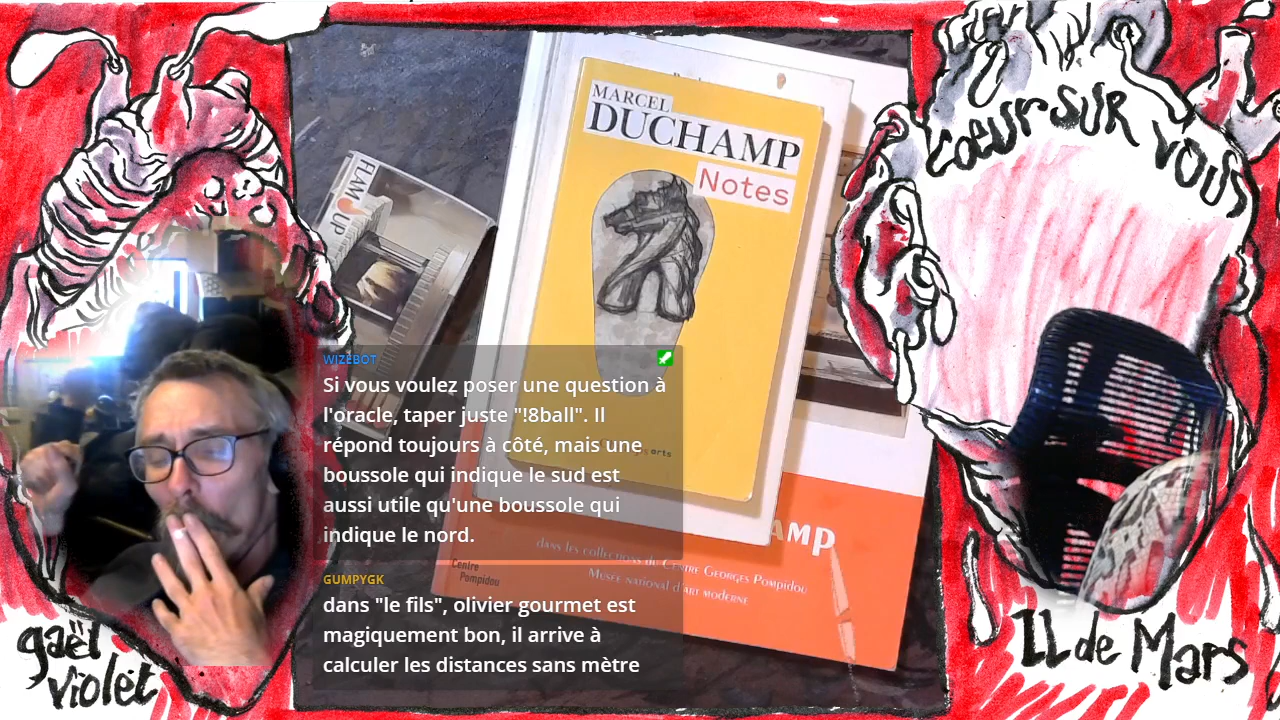 MARCEL
DUCHAMP
Notes
FLAM UP
arts
AMP
dans les collections du Centre Georges Pompidou
Musée national d'art moderne
Centre
Pompidou
WIZEBOT
Si vous voulez poser une question à
l'oracle, taper juste "!8ball". Il
répond toujours à côté, mais une
boussole qui indique le sud est
aussi utile qu'une boussole qui
indique le nord.
GUMPYGK
dans "le fils", olivier gourmet est
magiquement bon, il arrive à
calculer les distances sans mètre
gaël
violet
COEUR SUR VOUS
LL de Mars